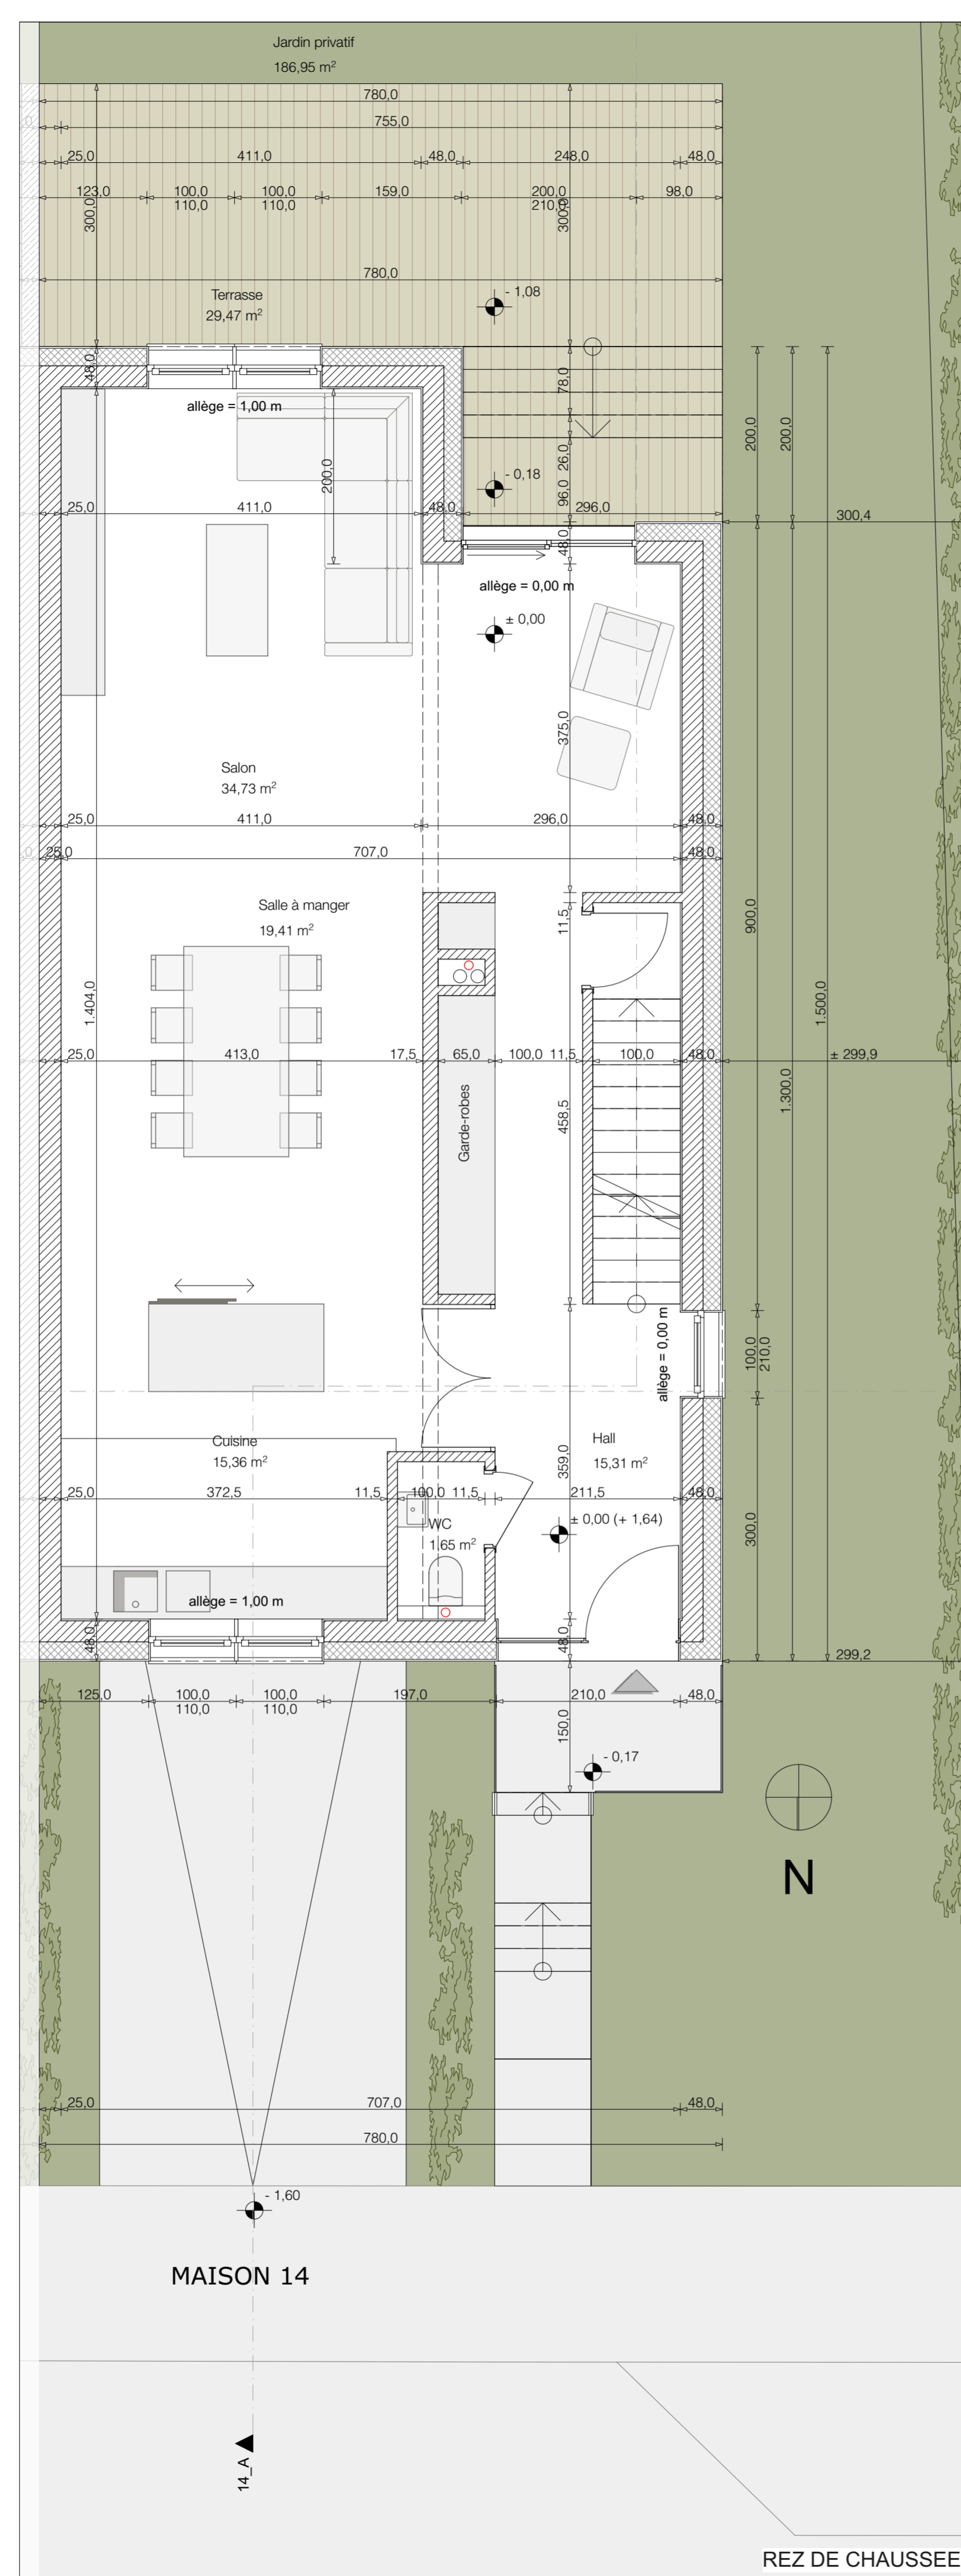 Jardin privatif
186,95 m²
780,0
755,0
25,0 411,0 48,0 248,0 48,0
123,0 100,0 100,0 159,0 200,0 98,0
110,0 110,0 210,0
300,0 300,0
780,0
Terrasse
29,47 m²
- 1,08
48,0
78,0
allège = 1,00 m
200,0 200,0
200,0
26,0
- 0,18
96,0
25,0 411,0 48,0 296,0
300,4
48,0
allège = 0,00 m
± 0,00
375,0
Salon
34,73 m²
25,0 411,0 296,0 48,0
25,0 707,0 48,0
Salle à manger
19,41 m²
11,5
900,0
1.404,0
1.500,0
25,0 413,0 17,5 65,0 100,0 11,5 100,0 48,0 ± 299,9
1.300,0
Garde-robes
458,5
allège = 0,00 m
100,0
210,0
Cuisine
15,36 m²
Hall
15,31 m²
359,0
25,0 372,5 11,5 100,0 11,5 211,5 48,0
WC
1,65 m²
± 0,00 (+ 1,64)
300,0
allège = 1,00 m
48,0 48,0
299,2
125,0 100,0 100,0 197,0 210,0 48,0
110,0 110,0
150,0
- 0,17
N
25,0 707,0 48,0
780,0
- 1,60
MAISON 14
14_A
REZ DE CHAUSSEE